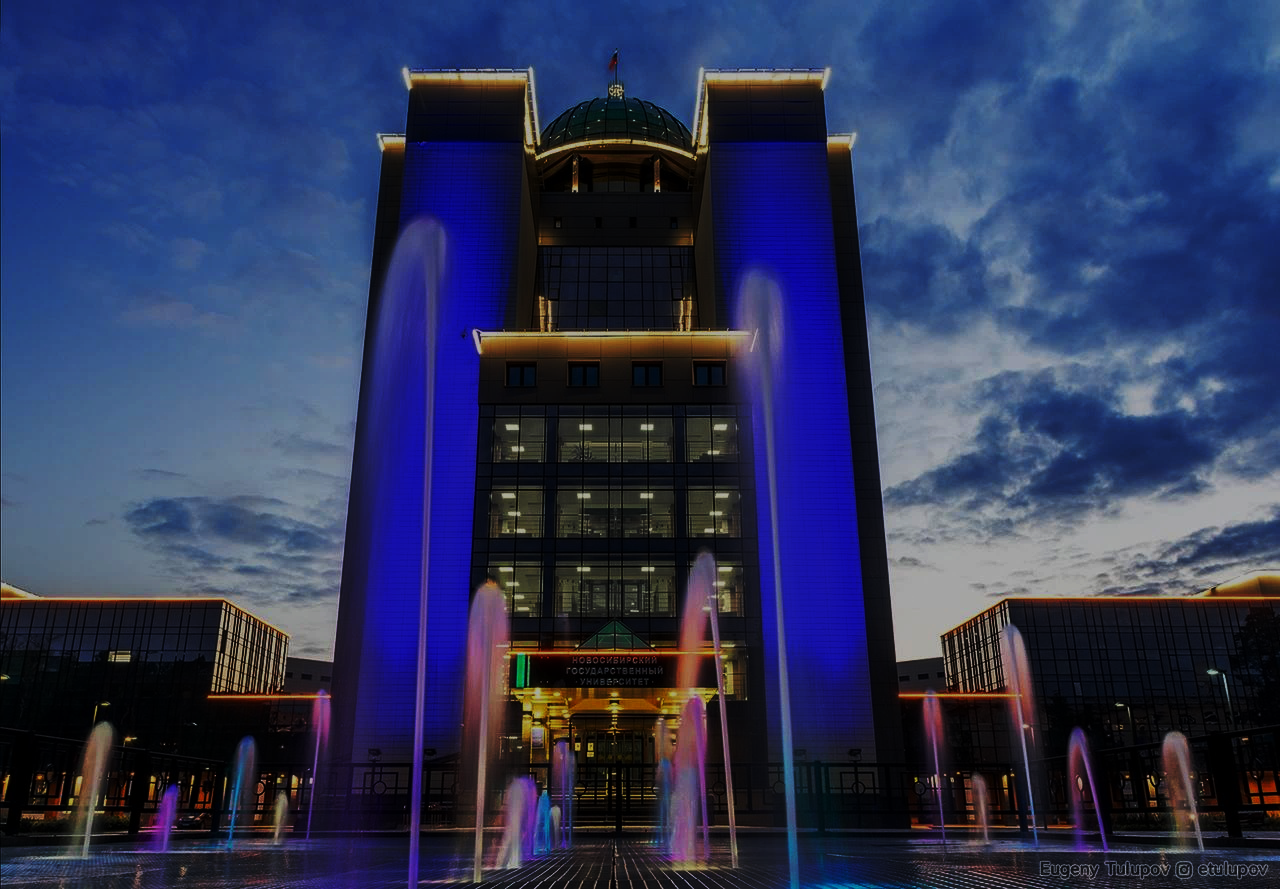 НОВОСИБИРСКИЙ
ГОСУДАРСТВЕННЫЙ
·УНИВЕРСИТЕТ·
Eugeny Tulupov etulupov